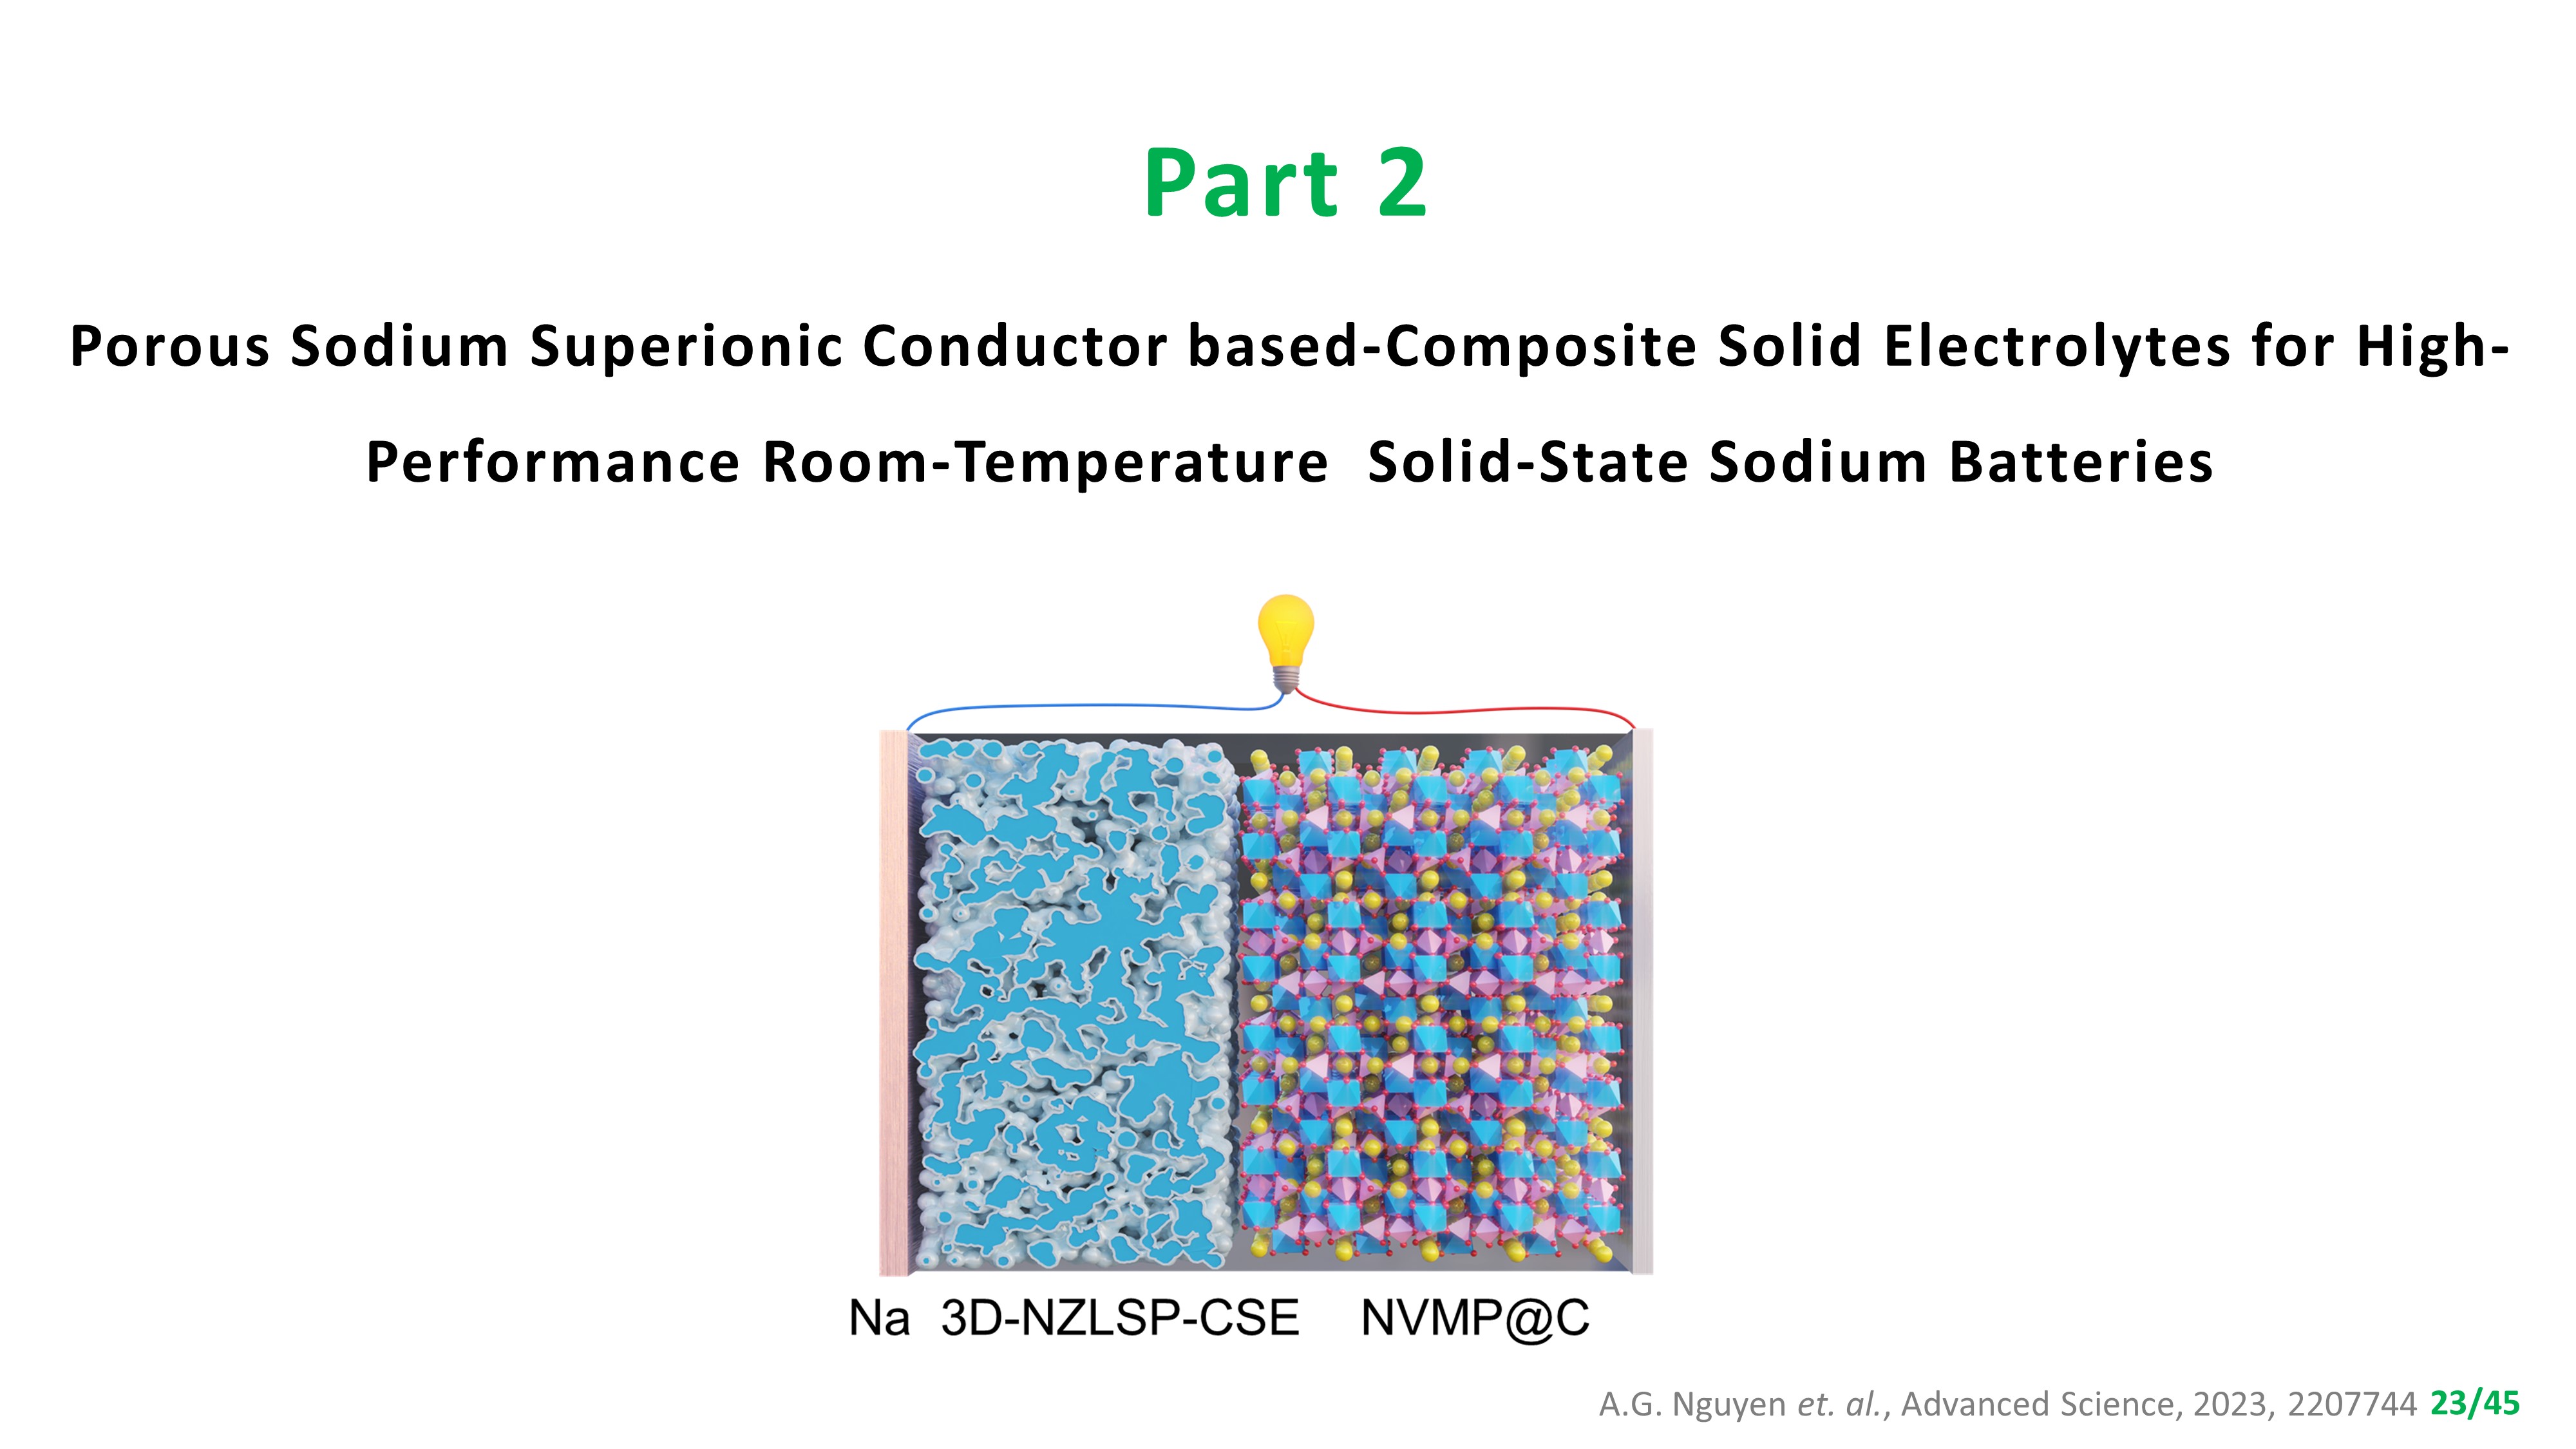 Part 2
Porous Sodium Superionic Conductor based-Composite Solid Electrolytes for High-
Performance Room-Temperature  Solid-State Sodium Batteries
Na 3D-NZLSP-CSE NVMP@C
A.G. Nguyen et. al., Advanced Science, 2023, 2207744 23/45